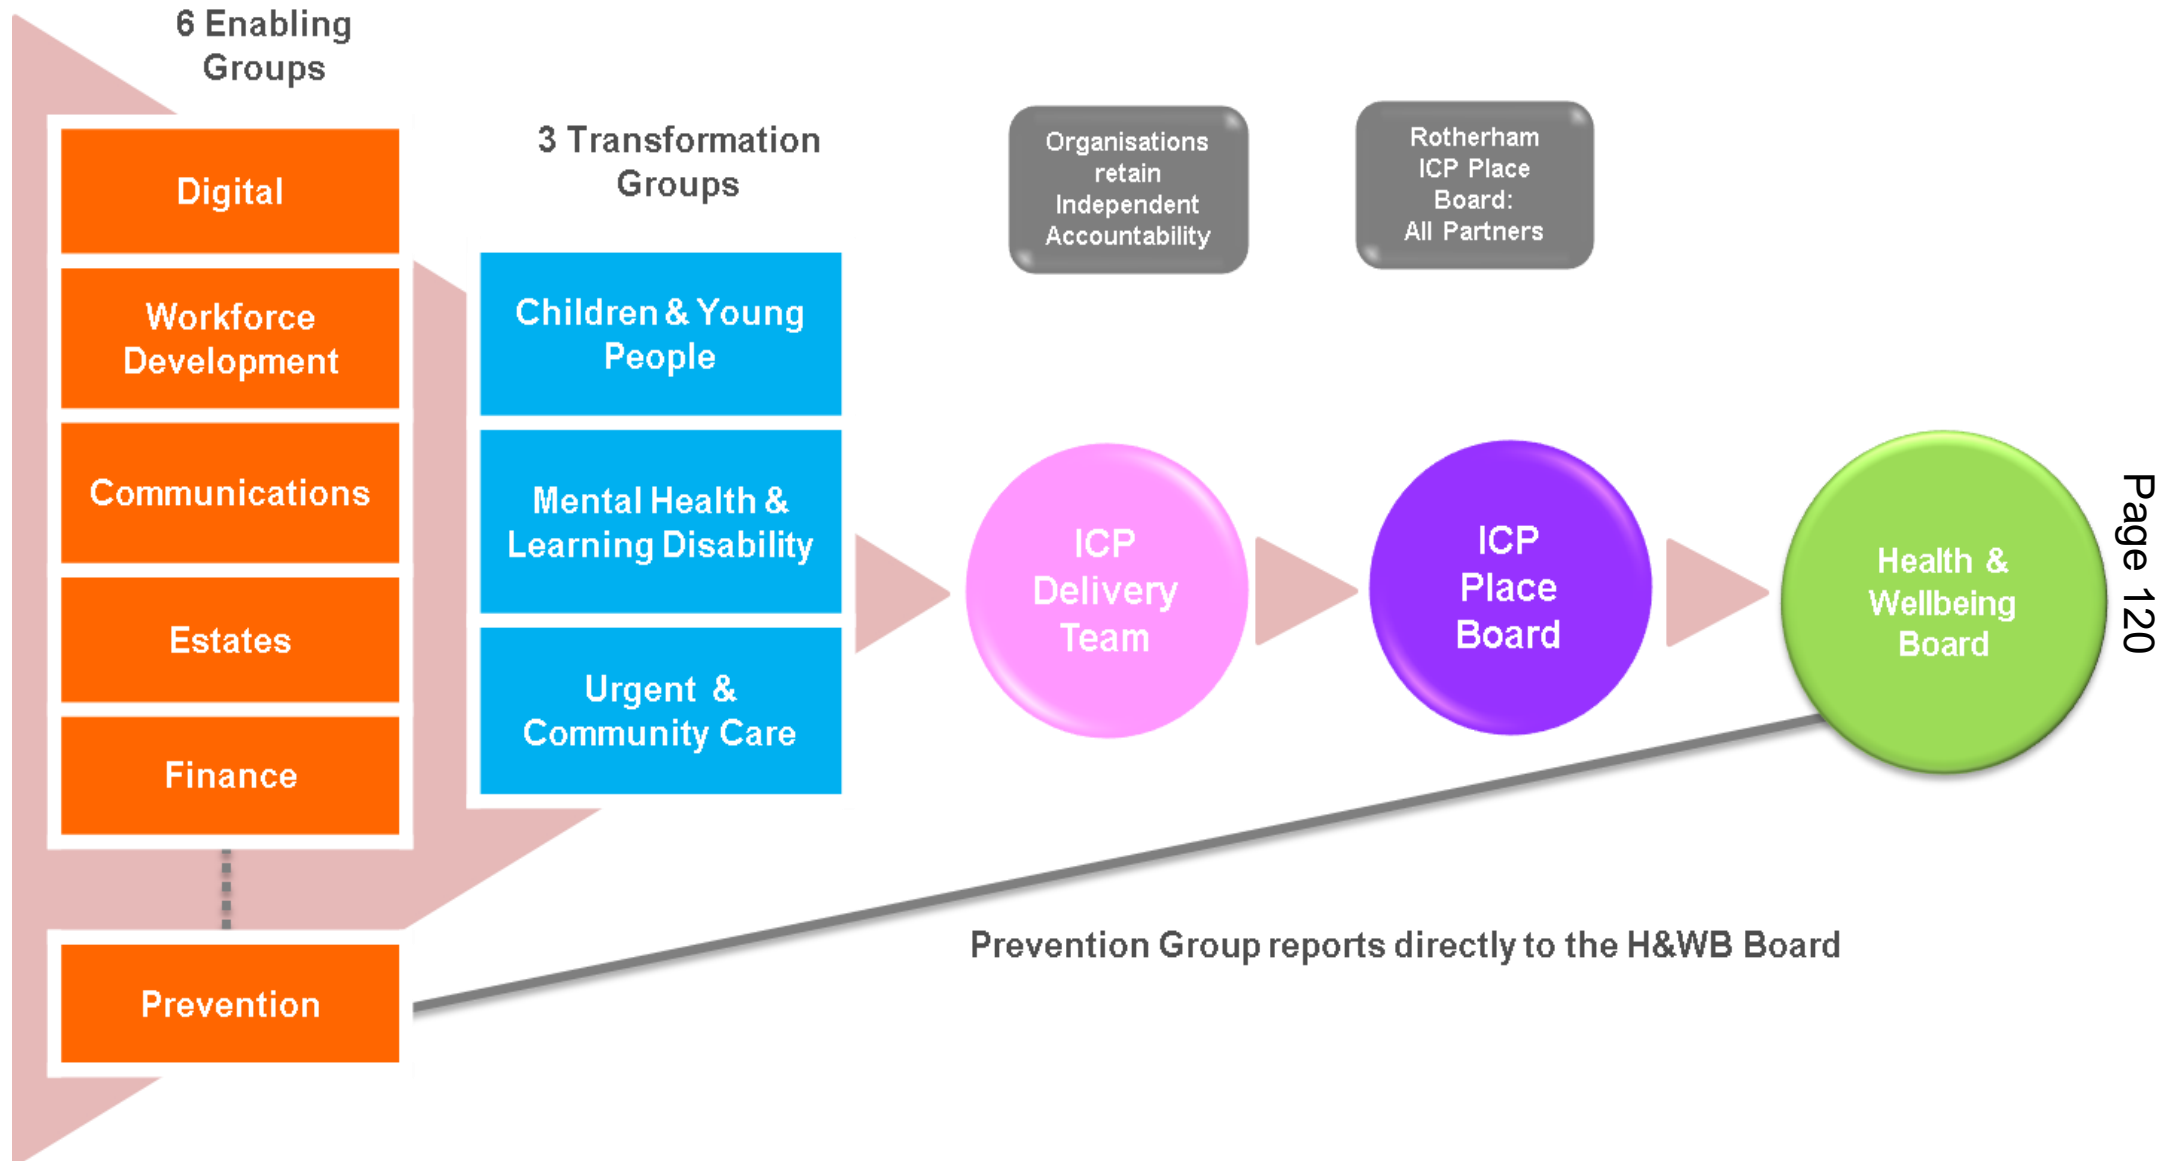 6 Enabling
Groups
Digital
Workforce
Development
Communications
Estates
Finance
Prevention
3 Transformation
Groups
Children & Young
People
Mental Health &
Learning Disability
Urgent &
Community Care
Organisations
retain
Independent
Accountability
Rotherham
ICP Place
Board:
All Partners
ICP
Delivery
Team
ICP
Place
Board
Health &
Wellbeing
Board
Prevention Group reports directly to the H&WB Board
Page 120